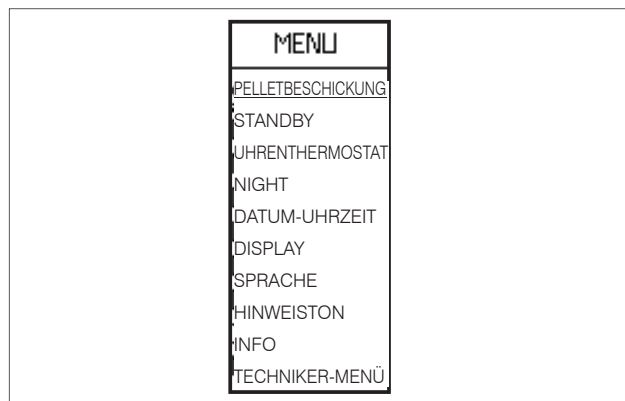 MENU
PELLETBESCHICKUNG
STANDBY
UHRENTHERMOSTAT
NIGHT
DATUM-UHRZEIT
DISPLAY
SPRACHE
HINWEISTON
INFO
TECHNIKER-MENÜ